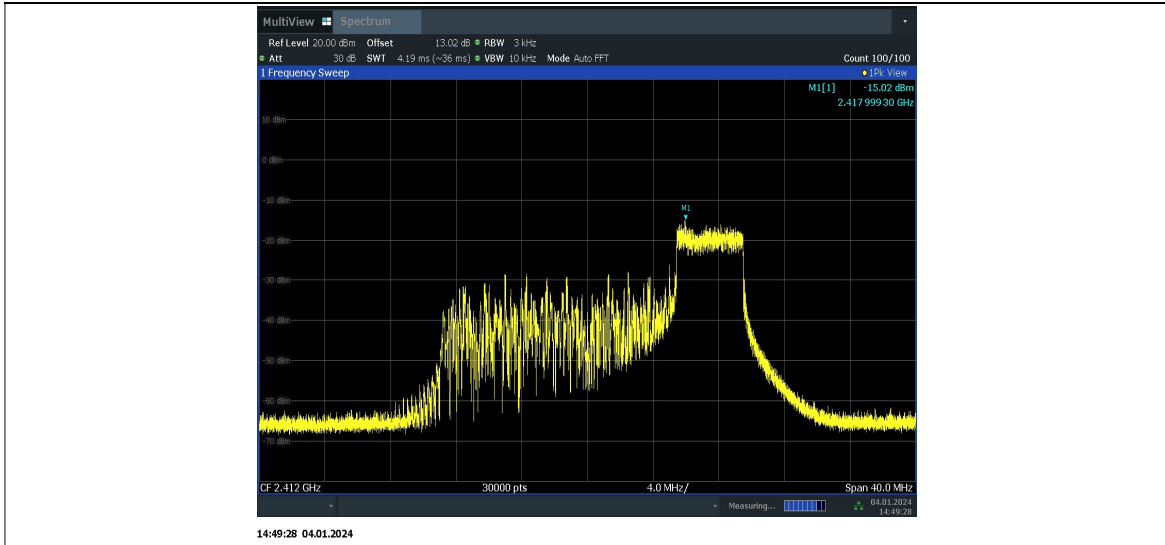 MultiView Spectrum
Ref Level 20.00 dBm Offset 13.02 dB RBW 3 kHz
Att 30 dB SWT 4.19 ms (~36 ms) VBW 10 kHz Mode Auto FFT Count 100/100
1 Frequency Sweep 1Pk View
M1[1] -15.02 dBm
2.417 999 30 GHz
10 dBm
0 dBm
-10 dBm
M1
-20 dBm
-30 dBm
-40 dBm
-50 dBm
-60 dBm
-70 dBm
CF 2.412 GHz 30000 pts 4.0 MHz/ Span 40.0 MHz
Measuring... 04.01.2024
14:49:28
14:49:28 04.01.2024